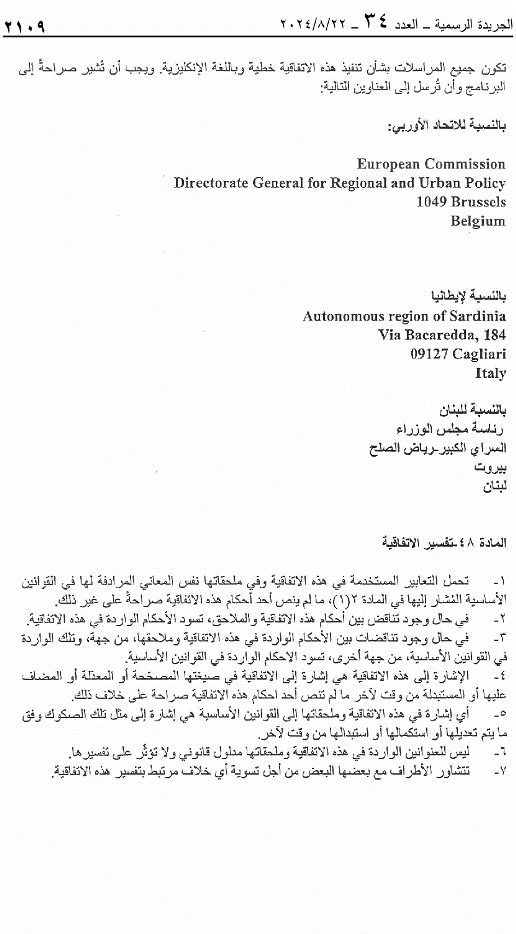 الجريدة الرسمية – العدد ٣٤ – ٢٠٢٤/٨/٢٢
٢١٠٩
تكون جميع المراسلات بشأن تنفيذ هذه الاتفاقية خطية وباللغة الإنكليزية. ويجب أن تُشير صراحةً إلى
البرنامج وأن تُرسل إلى العناوين التالية:
بالنسبة للاتحاد الأوربي:
European Commission
Directorate General for Regional and Urban Policy
1049 Brussels
Belgium
بالنسبة لإيطاليا
Autonomous region of Sardinia
Via Bacaredda, 184
09127 Cagliari
Italy
بالنسبة للبنان
رئاسة مجلس الوزراء
السراي الكبير-رياض الصلح
بيروت
لبنان
المادة ٤٨-تفسير الاتفاقية
١- تحمل التعابير المستخدمة في هذه الاتفاقية وفي ملحقاتها نفس المعاني المرادفة لها في القوانين
الأساسية المُشار إليها في المادة ٢(١)، ما لم ينص أحد أحكام هذه الاتفاقية صراحةً على غير ذلك.
٢- في حال وجود تناقض بين أحكام هذه الاتفاقية والملاحق، تسود الأحكام الواردة في هذه الاتفاقية.
٣- في حال وجود تناقضات بين الأحكام الواردة في هذه الاتفاقية وملاحقها، من جهة، وتلك الواردة
في القوانين الأساسية، من جهة أخرى، تسود الاحكام الواردة في القوانين الأساسية.
٤- الإشارة إلى هذه الاتفاقية هي إشارة إلى الاتفاقية في صيغتها المصحّحة أو المعدّلة أو المضاف
عليها أو المستبدلة من وقت لآخر ما لم تنص أحد احكام هذه الاتفاقية صراحة على خلاف ذلك.
٥- أي إشارة في هذه الاتفاقية وملحقاتها إلى القوانين الأساسية هي إشارة إلى مثل تلك الصكوك وفق
ما يتم تعديلها أو استكمالها أو استبدالها من وقت لآخر.
٦- ليس للعنوانين الواردة في هذه الاتفاقية وملحقاتها مدلول قانوني ولا تؤثّر على تفسيرها.
٧- تتشاور الأطراف مع بعضها البعض من أجل تسوية أي خلاف مرتبط بتفسير هذه الاتفاقية.